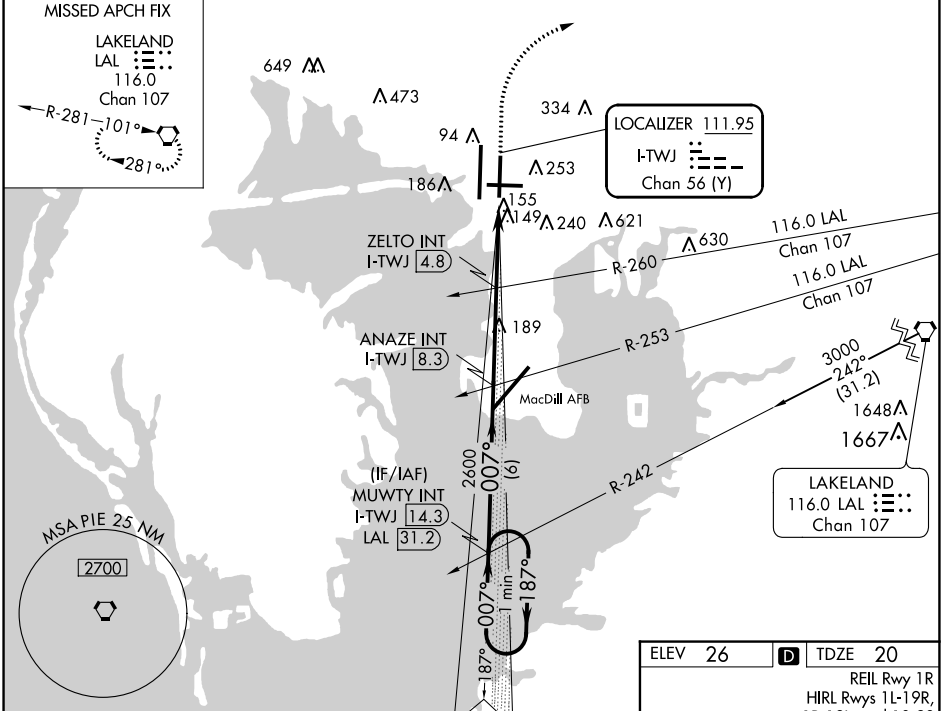 MISSED APCH FIX
LAKELAND
LAL
116.0
Chan 107
R-281
101°
281°
649
473
334
94
LOCALIZER 111.95
I-TWJ
Chan 56 (Y)
253
186
155
149
240
621
630
116.0 LAL
Chan 107
R-260
116.0 LAL
Chan 107
R-253
ZELTO INT
I-TWJ 4.8
189
ANAZE INT
I-TWJ 8.3
MacDill AFB
3000
242°
(31.2)
1648
1667
R-242
LAKELAND
116.0 LAL
Chan 107
2600
007°
(6)
(IF/IAF)
MUWTY INT
I-TWJ 14.3
LAL 31.2
MSA PIE 25 NM
2700
007°
1 min
187°
187°
ELEV 26 D TDZE 20
REIL Rwy 1R
HIRL Rwys 1L-19R,